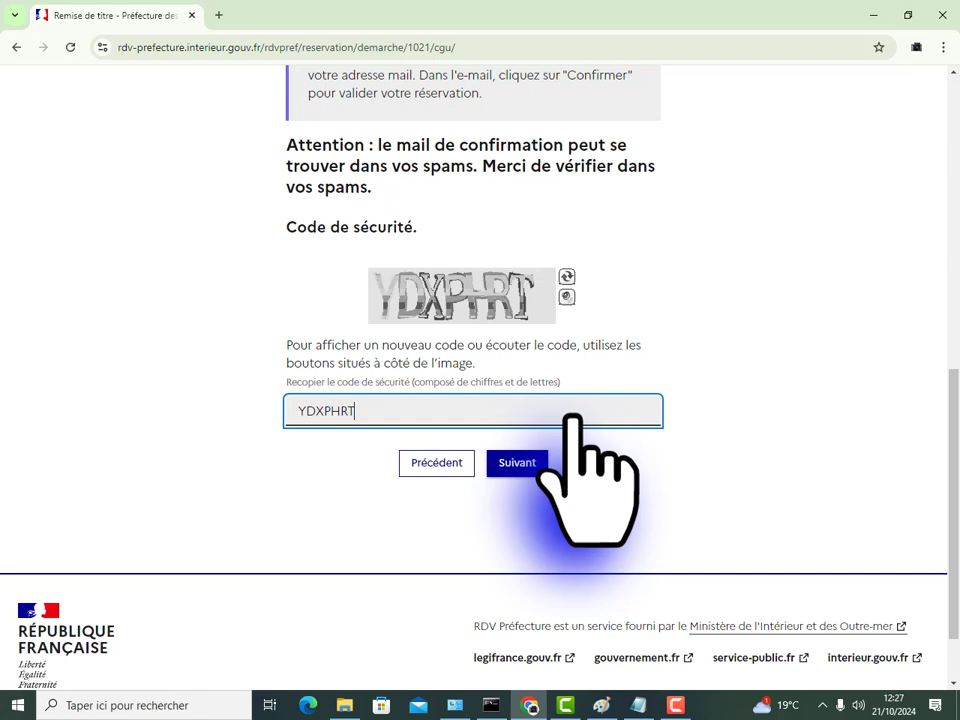 Remise de titre - Préfecture des
rdv-prefecture.interieur.gouv.fr/rdvpref/reservation/demarche/1021/cgu/
votre adresse mail. Dans l'e-mail, cliquez sur "Confirmer"
pour valider votre réservation.
Attention : le mail de confirmation peut se
trouver dans vos spams. Merci de vérifier dans
vos spams.
Code de sécurité.
YDXPHRT
Pour afficher un nouveau code ou écouter le code, utilisez les
boutons situés à côté de l’image.
Recopier le code de sécurité (composé de chiffres et de lettres)
YDXPHRT
Précédent
Suivant
RÉPUBLIQUE
FRANÇAISE
Liberté
Égalité
Fraternité
RDV Préfecture est un service fourni par le Ministère de l'Intérieur et des Outre-mer
legifrance.gouv.fr gouvernement.fr service-public.fr interieur.gouv.fr
Taper ici pour rechercher
19°C
12:27
21/10/2024